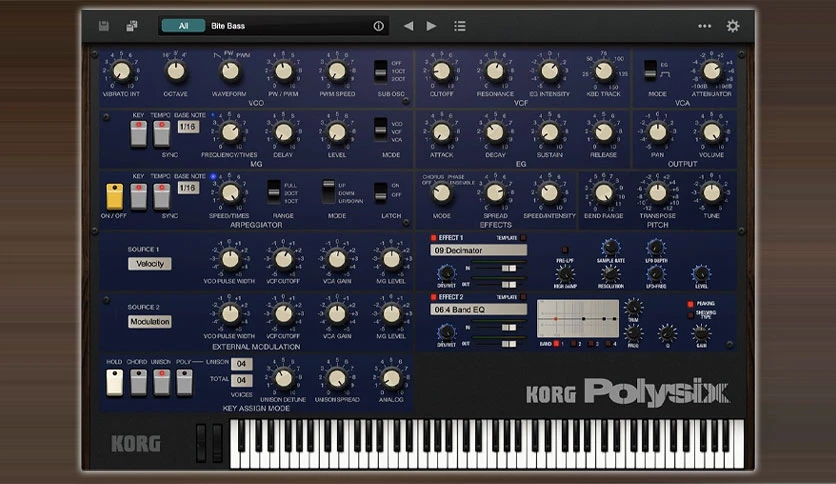 All Bite Bass
VIBRATO INT OCTAVE WAVEFORM PW / PWM PWM SPEED SUB OSC
PW PWM
OFF
1OCT
2OCT
VCO
CUTOFF RESONANCE EG INTENSITY KBD TRACK
VCF
EG
MODE ATTENUATOR
VCA
KEY TEMPO BASE NOTE
1/16
SYNC
FREQUENCY/TIMES DELAY LEVEL MODE
VCO
VCF
VCA
MG
ATTACK DECAY SUSTAIN RELEASE
EG
PAN VOLUME
OUTPUT
KEY TEMPO BASE NOTE
1/16
ON / OFF SYNC
SPEED/TIMES RANGE MODE LATCH
FULL
2OCT
1OCT
UP
DOWN
UP/DOWN
ON
OFF
ARPEGGIATOR
CHORUS PHASE
OFF ENSEMBLE
MODE SPREAD SPEED/INTENSITY
EFFECTS
BEND RANGE TRANSPOSE TUNE
PITCH
SOURCE 1
Velocity
VCO PULSE WIDTH VCF CUTOFF VCA GAIN MG LEVEL
SOURCE 2
Modulation
VCO PULSE WIDTH VCF CUTOFF VCA GAIN MG LEVEL
EXTERNAL MODULATION
EFFECT 1 TEMPLATE
09:Decimator
IN
DRY/WET OUT
PRE-LPF SAMPLE RATE LFO DEPTH
HIGH DAMP RESOLUTION LFO-FREQ LEVEL
EFFECT 2 TEMPLATE
06:4 Band EQ
IN
DRY/WET OUT
BAND 1 2 3 4
TRIM
FREQ Q GAIN
PEAKING
SHELVING
TYPE
HOLD CHORD UNISON POLY
UNISON 04
TOTAL 04
VOICES
UNISON DETUNE UNISON SPREAD ANALOG
KEY ASSIGN MODE
KORG Polysix
KORG